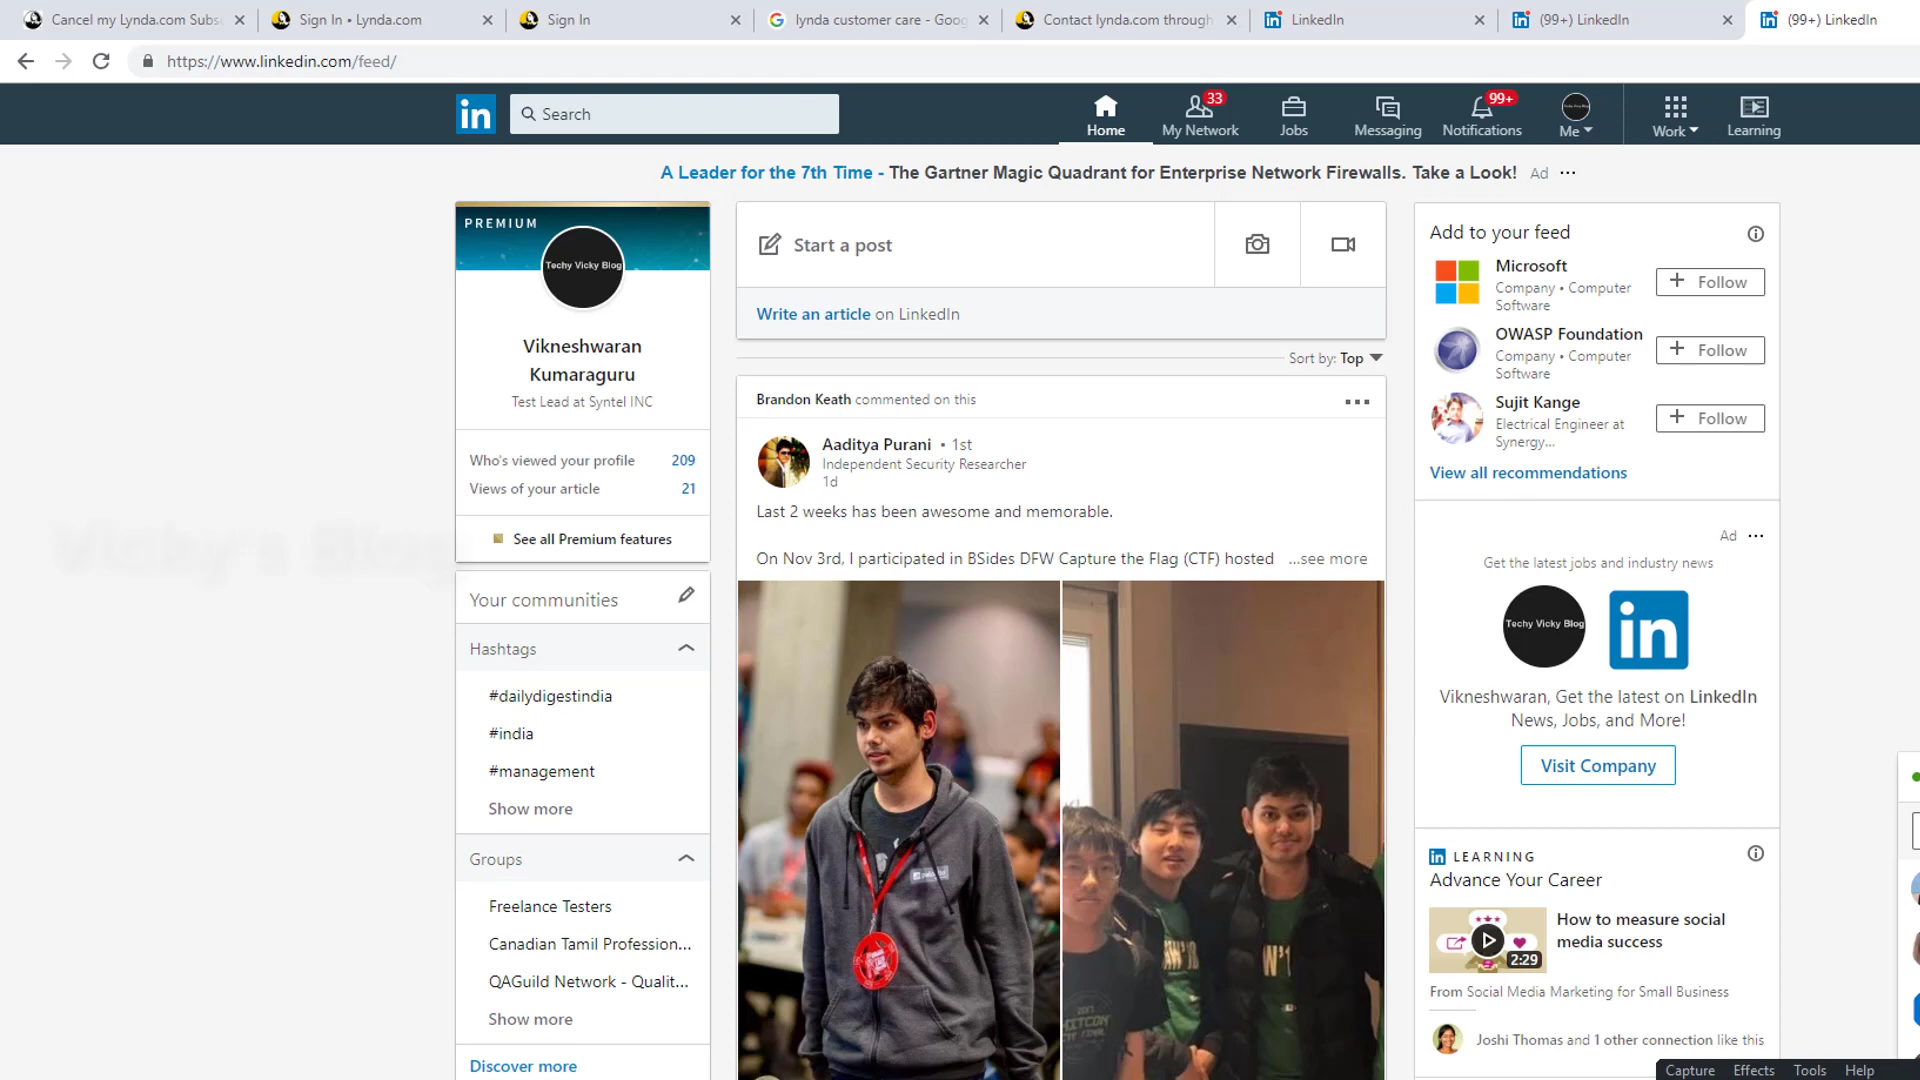 Cancel my Lynda.com Subs
Sign In • Lynda.com
Sign In
lynda customer care - Goog
Contact lynda.com through
LinkedIn
(99+) LinkedIn
(99+) LinkedIn
https://www.linkedin.com/feed/
in
Search
Home
33
My Network
Jobs
Messaging
99+
Notifications
Me
Work
Learning
A Leader for the 7th Time - The Gartner Magic Quadrant for Enterprise Network Firewalls. Take a Look! Ad ...
PREMIUM
Techy Vicky Blog
Vikneshwaran
Kumaraguru
Test Lead at Syntel INC
Who's viewed your profile 209
Views of your article 21
See all Premium features
Vicky's Blog
Your communities
Hashtags
#dailydigestindia
#india
#management
Show more
Groups
Freelance Testers
Canadian Tamil Profession...
QAGuild Network - Qualit...
Show more
Discover more
Start a post
Write an article on LinkedIn
Sort by: Top
Brandon Keath commented on this
Aaditya Purani • 1st
Independent Security Researcher
1d
Last 2 weeks has been awesome and memorable.
On Nov 3rd, I participated in BSides DFW Capture the Flag (CTF) hosted ...see more
Add to your feed
Microsoft
Company • Computer
Software
+ Follow
OWASP Foundation
Company • Computer
Software
+ Follow
Sujit Kange
Electrical Engineer at
Synergy...
+ Follow
View all recommendations
Ad ...
Get the latest jobs and industry news
Techy Vicky Blog
in
Vikneshwaran, Get the latest on LinkedIn
News, Jobs, and More!
Visit Company
in LEARNING
Advance Your Career
How to measure social
media success
2:29
From Social Media Marketing for Small Business
Joshi Thomas and 1 other connection like this
Capture Effects Tools Help